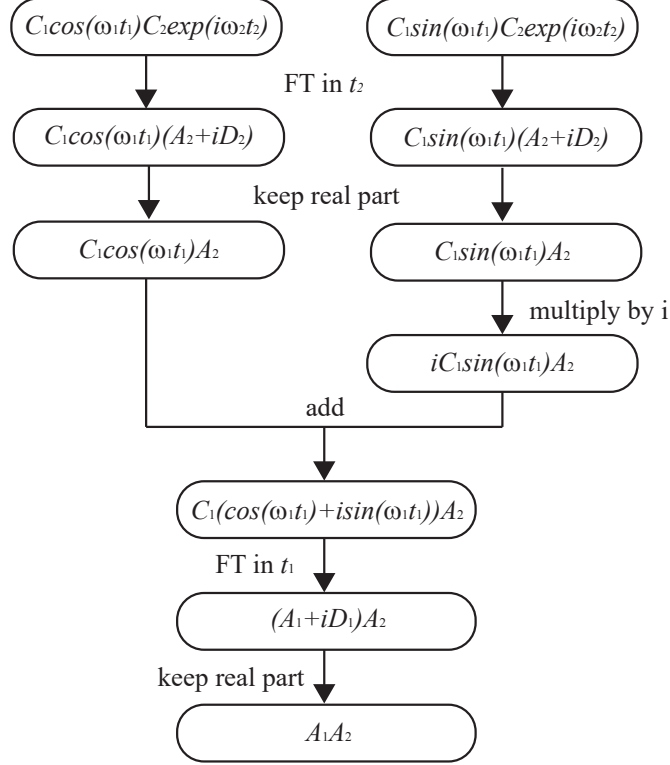 C₁cos(ω₁t₁)C₂exp(iω₂t₂)
C₁sin(ω₁t₁)C₂exp(iω₂t₂)
FT in t₂
C₁cos(ω₁t₁)(A₂+iD₂)
C₁sin(ω₁t₁)(A₂+iD₂)
keep real part
C₁cos(ω₁t₁)A₂
C₁sin(ω₁t₁)A₂
multiply by i
iC₁sin(ω₁t₁)A₂
add
C₁(cos(ω₁t₁)+isin(ω₁t₁))A₂
FT in t₁
(A₁+iD₁)A₂
keep real part
A₁A₂